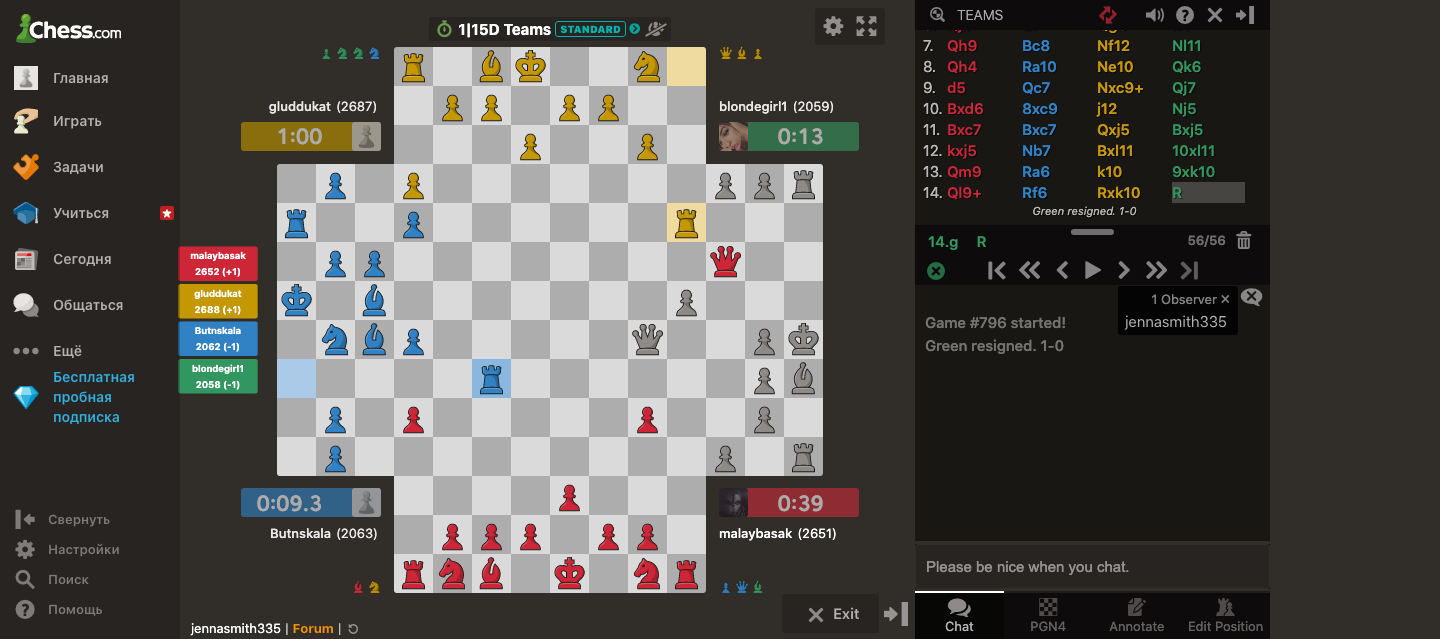 Chess.com
Главная
Играть
Задачи
Учиться
Сегодня
Общаться
Ещё
Бесплатная
пробная
подписка
Свернуть
Настройки
Поиск
Помощь
malaybasak
2652 (+1)
gluddukat
2688 (+1)
Butnskala
2062 (-1)
blondegirl1
2058 (-1)
1|15D Teams STANDARD
gluddukat (2687)
1:00
blondegirl1 (2059)
0:13
0:09.3
Butnskala (2063)
0:39
malaybasak (2651)
jennasmith335 | Forum |
Exit
TEAMS
7. Qh9 Bc8 Nf12 Nl11
8. Qh4 Ra10 Ne10 Qk6
9. d5 Qc7 Nxc9+ Qj7
10. Bxd6 8xc9 j12 Nj5
11. Bxc7 Bxc7 Qxj5 Bxj5
12. kxj5 Nb7 Bxl11 10xl11
13. Qm9 Ra6 k10 9xk10
14. Ql9+ Rf6 Rxk10 R
Green resigned. 1-0
14.g R 56/56
1 Observer ×
jennasmith335
Game #796 started!
Green resigned. 1-0
Please be nice when you chat.
Chat
PGN4
Annotate
Edit Position